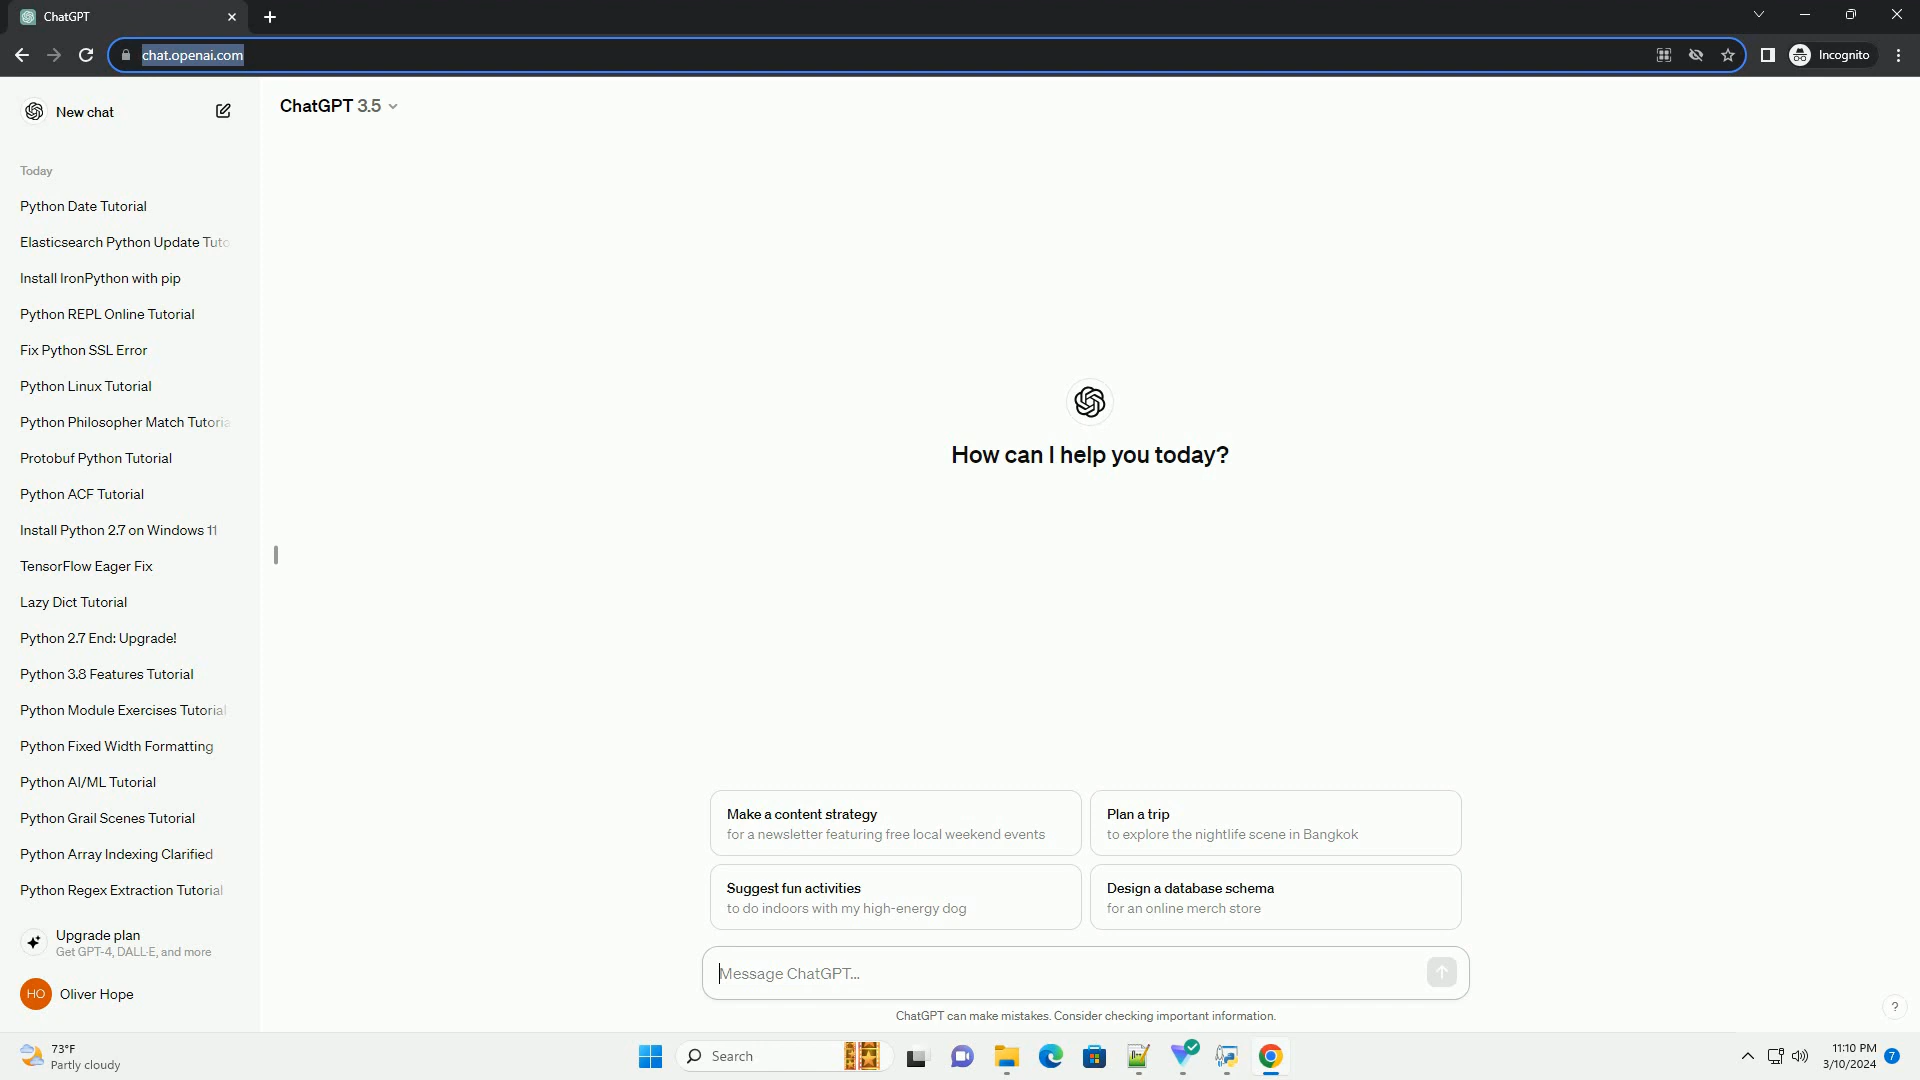 ChatGPT
chat.openai.com
Incognito
New chat
ChatGPT 3.5
Today
Python Date Tutorial
Elasticsearch Python Update Tuto
Install IronPython with pip
Python REPL Online Tutorial
Fix Python SSL Error
Python Linux Tutorial
Python Philosopher Match Tutoria
Protobuf Python Tutorial
Python ACF Tutorial
Install Python 2.7 on Windows 11
TensorFlow Eager Fix
Lazy Dict Tutorial
Python 2.7 End: Upgrade!
Python 3.8 Features Tutorial
Python Module Exercises Tutorial
Python Fixed Width Formatting
Python AI/ML Tutorial
Python Grail Scenes Tutorial
Python Array Indexing Clarified
Python Regex Extraction Tutorial
Upgrade plan
Get GPT-4, DALL·E, and more
HO Oliver Hope
How can I help you today?
Make a content strategy
for a newsletter featuring free local weekend events
Plan a trip
to explore the nightlife scene in Bangkok
Suggest fun activities
to do indoors with my high-energy dog
Design a database schema
for an online merch store
Message ChatGPT...
ChatGPT can make mistakes. Consider checking important information.
?
73°F
Partly cloudy
Search
11:10 PM
3/10/2024
7